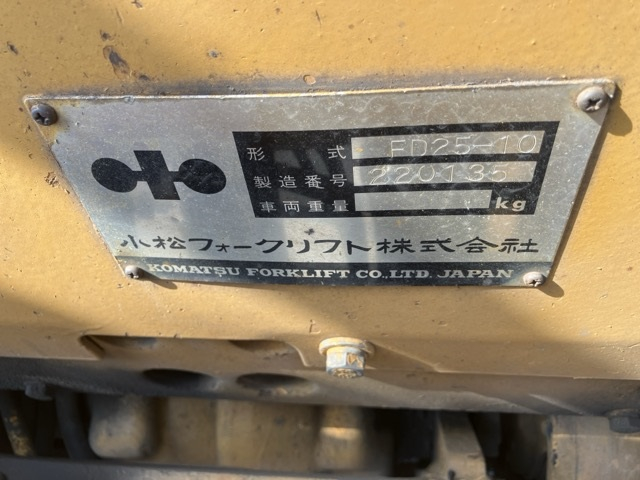 形 式 FD25-10
製造番号 220135
車両重量 kg
小松フォークリフト株式会社
KOMATSU FORKLIFT CO.,LTD. JAPAN